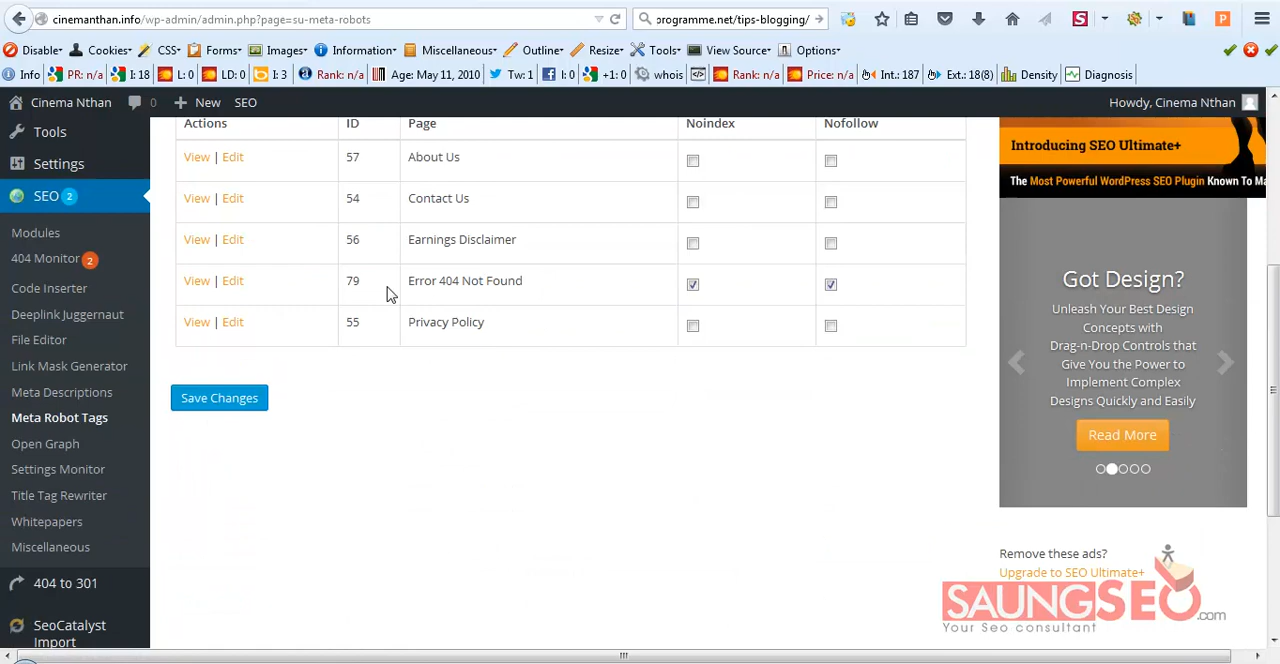 cinemanthan.info/wp-admin/admin.php?page=su-meta-robots
programme.net/tips-blogging/
Disable Cookies CSS Forms Images Information Miscellaneous Outline Resize Tools View Source Options
Info PR: n/a I: 18 L: 0 LD: 0 I: 3 Rank: n/a Age: May 11, 2010 Tw: 1 I: 0 +1: 0 whois Rank: n/a Price: n/a Int.: 187 Ext.: 18(8) Density Diagnosis
Cinema Nthan 0 New SEO Howdy, Cinema Nthan
Tools
Settings
SEO 2
Modules
404 Monitor 2
Code Inserter
Deeplink Juggernaut
File Editor
Link Mask Generator
Meta Descriptions
Meta Robot Tags
Open Graph
Settings Monitor
Title Tag Rewriter
Whitepapers
Miscellaneous
404 to 301
SeoCatalyst
Import
Actions ID Page Noindex Nofollow
View | Edit 57 About Us
View | Edit 54 Contact Us
View | Edit 56 Earnings Disclaimer
View | Edit 79 Error 404 Not Found
View | Edit 55 Privacy Policy
Save Changes
Introducing SEO Ultimate+
The Most Powerful WordPress SEO Plugin Known To Ma
Got Design?
Unleash Your Best Design
Concepts with
Drag-n-Drop Controls that
Give You the Power to
Implement Complex
Designs Quickly and Easily
Read More
Remove these ads?
Upgrade to SEO Ultimate+
SAUNGSEO.com
Your Seo consultant